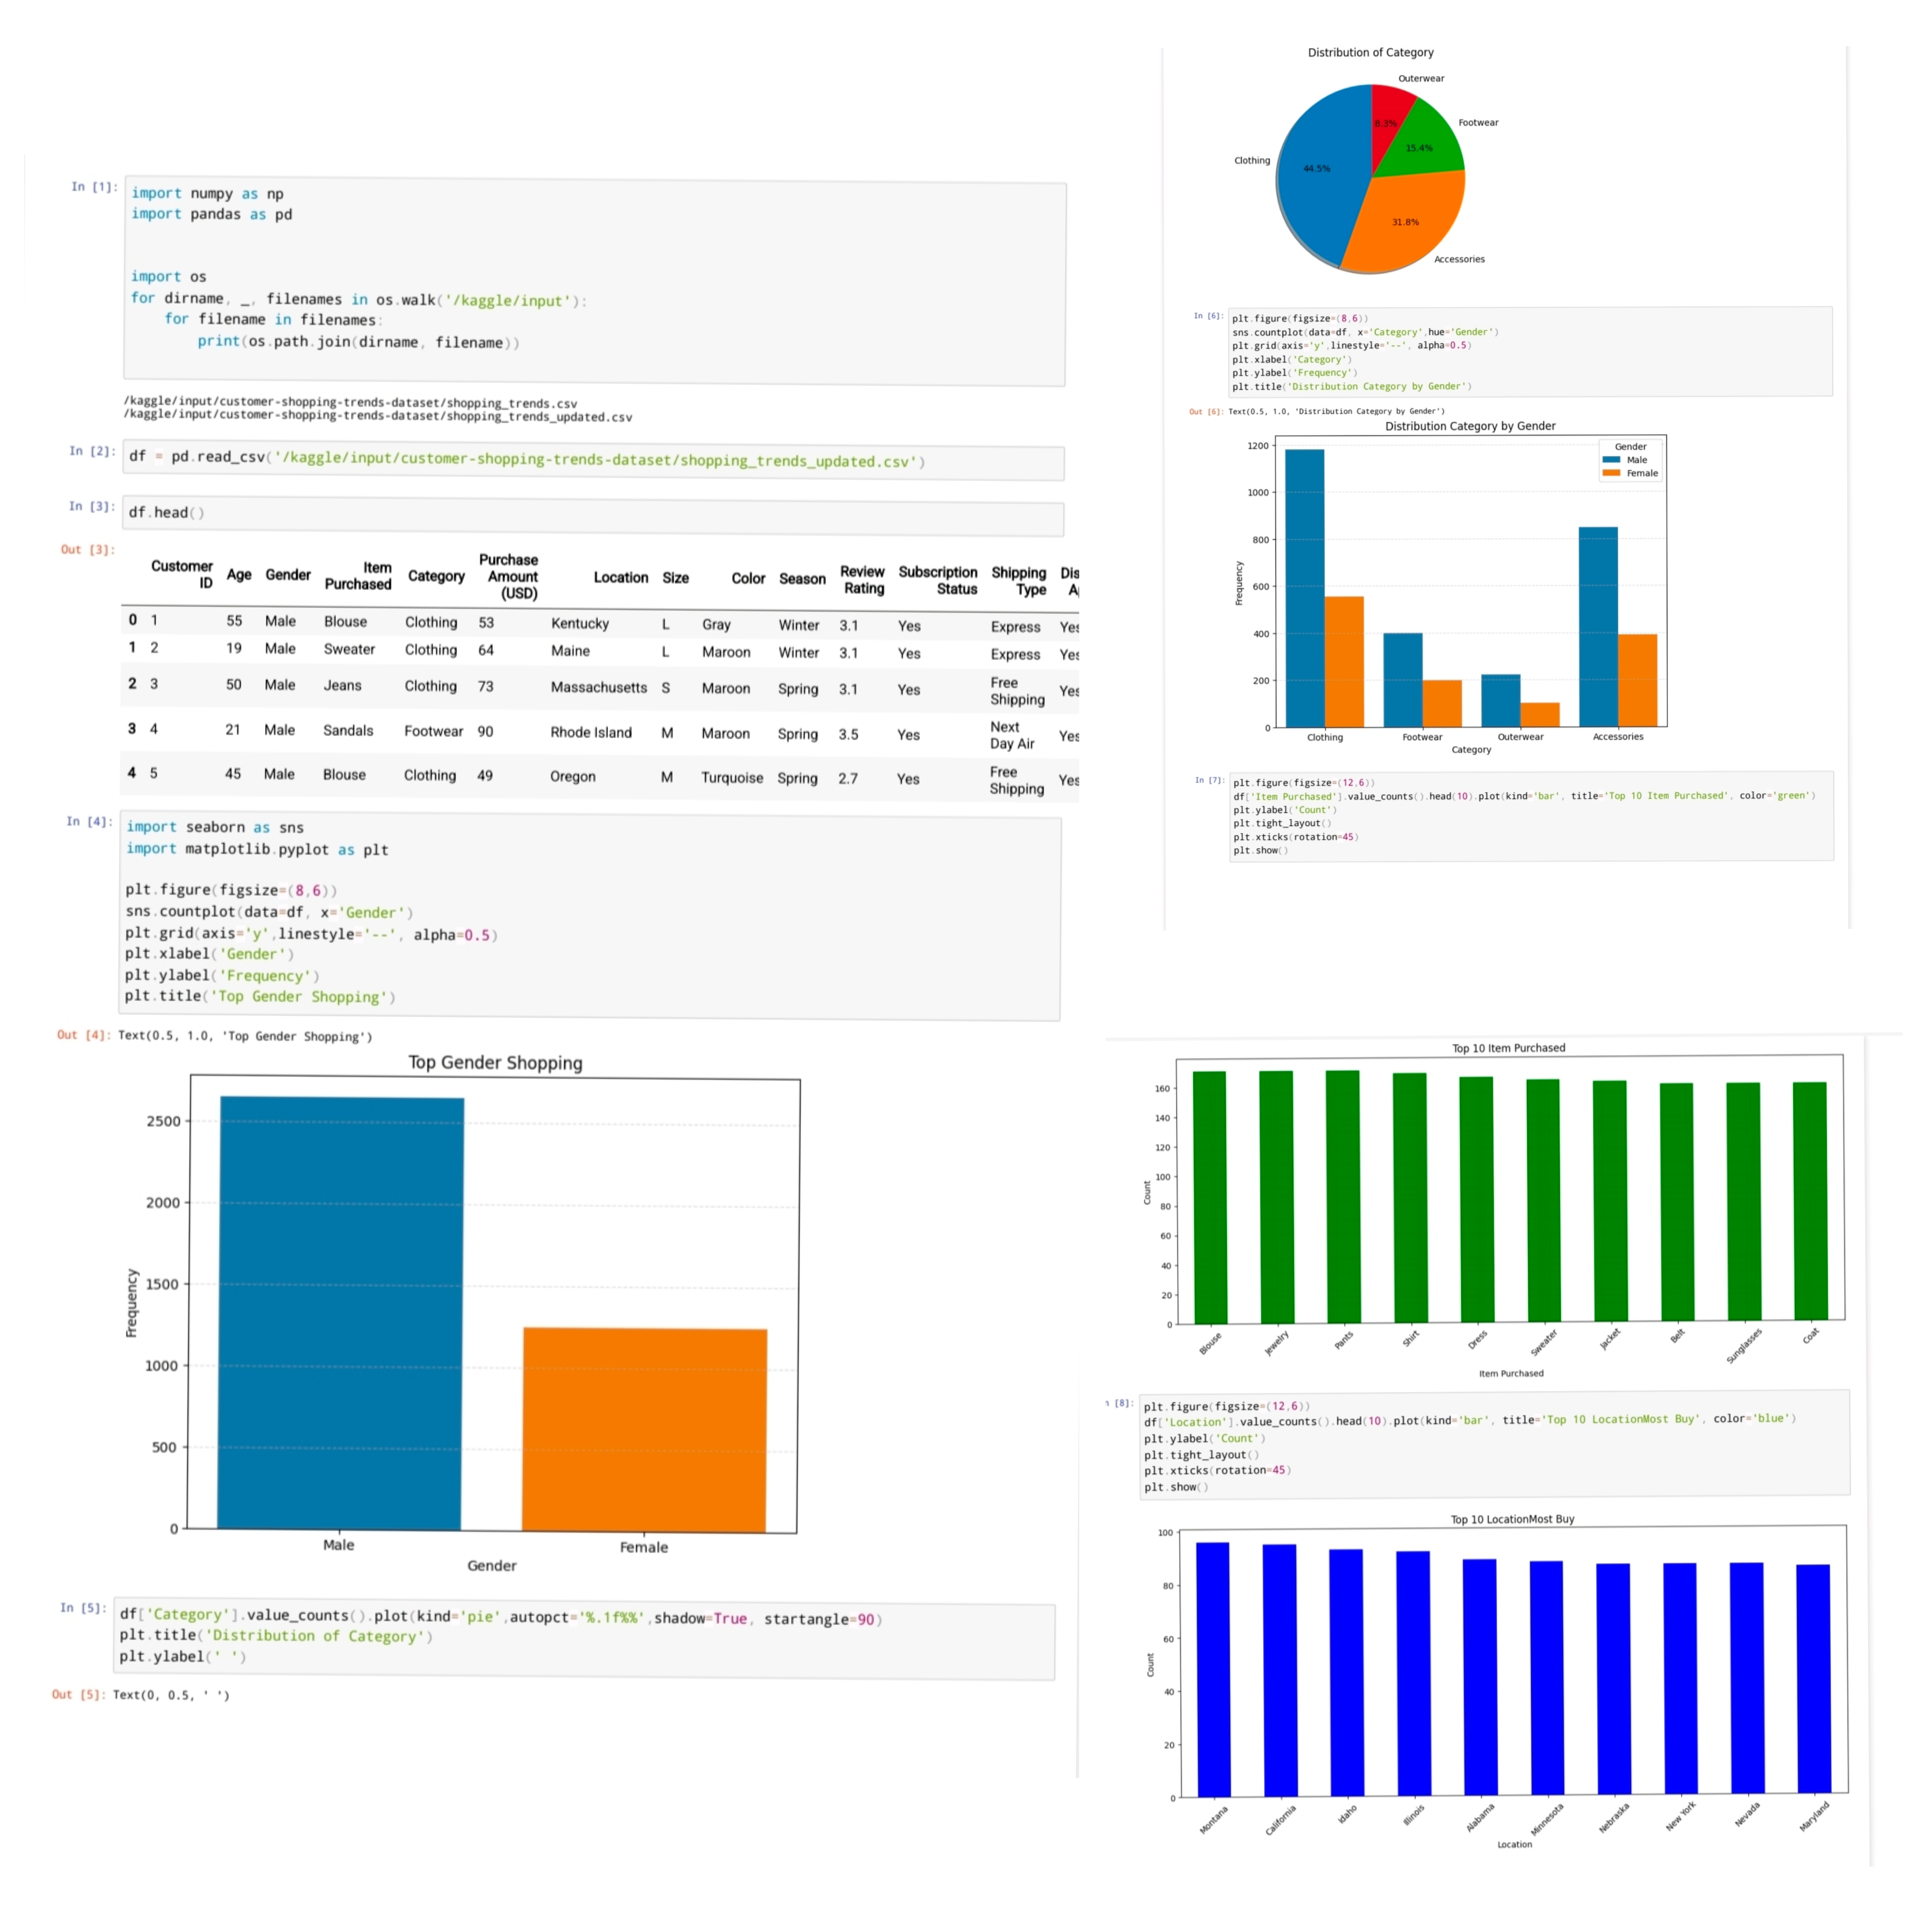 In [1]:
import numpy as np
import pandas as pd
import os
for dirname, _, filenames in os.walk('/kaggle/input'):
for filename in filenames:
print(os.path.join(dirname, filename))
/kaggle/input/customer-shopping-trends-dataset/shopping_trends.csv
/kaggle/input/customer-shopping-trends-dataset/shopping_trends_updated.csv
In [2]:
df = pd.read_csv('/kaggle/input/customer-shopping-trends-dataset/shopping_trends_updated.csv')
In [3]:
df.head()
Out [3]:
Customer ID Age Gender Item Purchased Category Purchase Amount (USD) Location Size Color Season Review Rating Subscription Status Shipping Type Dis A
0 1 55 Male Blouse Clothing 53 Kentucky L Gray Winter 3.1 Yes Express Yes
1 2 19 Male Sweater Clothing 64 Maine L Maroon Winter 3.1 Yes Express Yes
2 3 50 Male Jeans Clothing 73 Massachusetts S Maroon Spring 3.1 Yes Free Shipping Yes
3 4 21 Male Sandals Footwear 90 Rhode Island M Maroon Spring 3.5 Yes Next Day Air Yes
4 5 45 Male Blouse Clothing 49 Oregon M Turquoise Spring 2.7 Yes Free Shipping Yes
In [4]:
import seaborn as sns
import matplotlib.pyplot as plt
plt.figure(figsize=(8,6))
sns.countplot(data=df, x='Gender')
plt.grid(axis='y',linestyle='--', alpha=0.5)
plt.xlabel('Gender')
plt.ylabel('Frequency')
plt.title('Top Gender Shopping')
Out [4]: Text(0.5, 1.0, 'Top Gender Shopping')
Top Gender Shopping
2500
2000
1500
1000
500
0
Frequency
Male Female
Gender
In [5]:
df['Category'].value_counts().plot(kind='pie',autopct='%.1f%%',shadow=True, startangle=90)
plt.title('Distribution of Category')
plt.ylabel(' ')
Out [5]: Text(0, 0.5, ' ')
Distribution of Category
Outerwear
8.3%
Footwear
15.4%
Clothing
44.5%
31.8%
Accessories
In [6]:
plt.figure(figsize=(8,6))
sns.countplot(data=df, x='Category',hue='Gender')
plt.grid(axis='y',linestyle='--', alpha=0.5)
plt.xlabel('Category')
plt.ylabel('Frequency')
plt.title('Distribution Category by Gender')
Out [6]: Text(0.5, 1.0, 'Distribution Category by Gender')
Distribution Category by Gender
Gender
Male
Female
1200
1000
800
600
400
200
0
Frequency
Clothing Footwear Outerwear Accessories
Category
In [7]:
plt.figure(figsize=(12,6))
df['Item Purchased'].value_counts().head(10).plot(kind='bar', title='Top 10 Item Purchased', color='green')
plt.ylabel('Count')
plt.tight_layout()
plt.xticks(rotation=45)
plt.show()
Top 10 Item Purchased
160
140
120
100
80
60
40
20
0
Count
Blouse Jewelry Pants Shirt Dress Sweater Jacket Belt Sunglasses Coat
Item Purchased
[8]:
plt.figure(figsize=(12,6))
df['Location'].value_counts().head(10).plot(kind='bar', title='Top 10 LocationMost Buy', color='blue')
plt.ylabel('Count')
plt.tight_layout()
plt.xticks(rotation=45)
plt.show()
Top 10 LocationMost Buy
100
80
60
40
20
0
Count
Montana California Idaho Illinois Alabama Minnesota Nebraska New York Nevada Maryland
Location